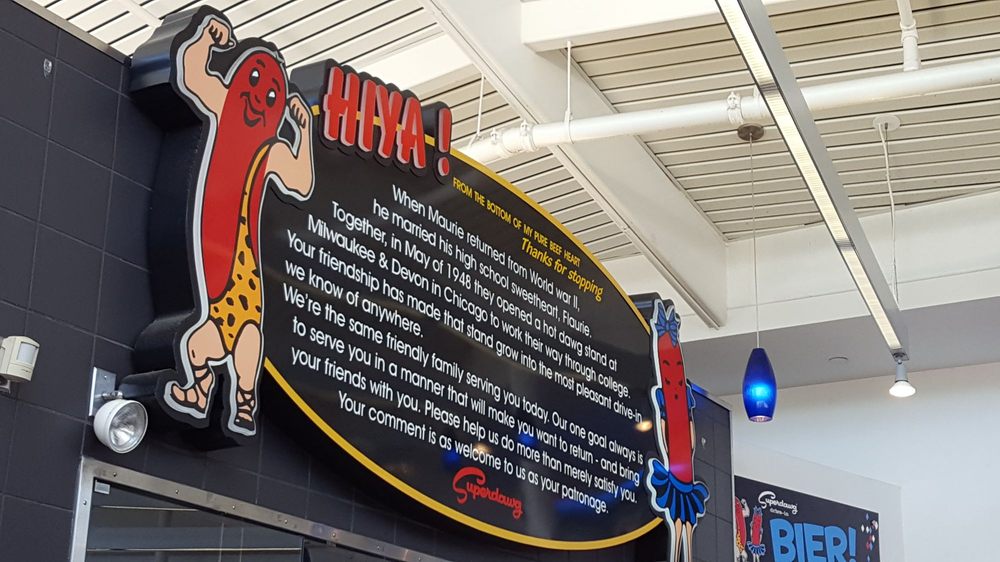 HIYA!
FROM THE BOTTOM OF MY PURE BEEF HEART
Thanks for stopping
When Maurie returned from World war II,
he married his high school sweetheart, Flaurie.
Together, in May of 1948 they opened a hot dawg stand at
Milwaukee & Devon in Chicago to work their way through college.
Your friendship has made that stand grow into the most pleasant drive-in
we know of anywhere.
We're the same friendly family serving you today. Our one goal always is
to serve you in a manner that will make you want to return - and bring
your friends with you. Please help us do more than merely satisfy you.
Your comment is as welcome to us as your patronage.
Superdawg
Superdawg
drive-in
BIER!